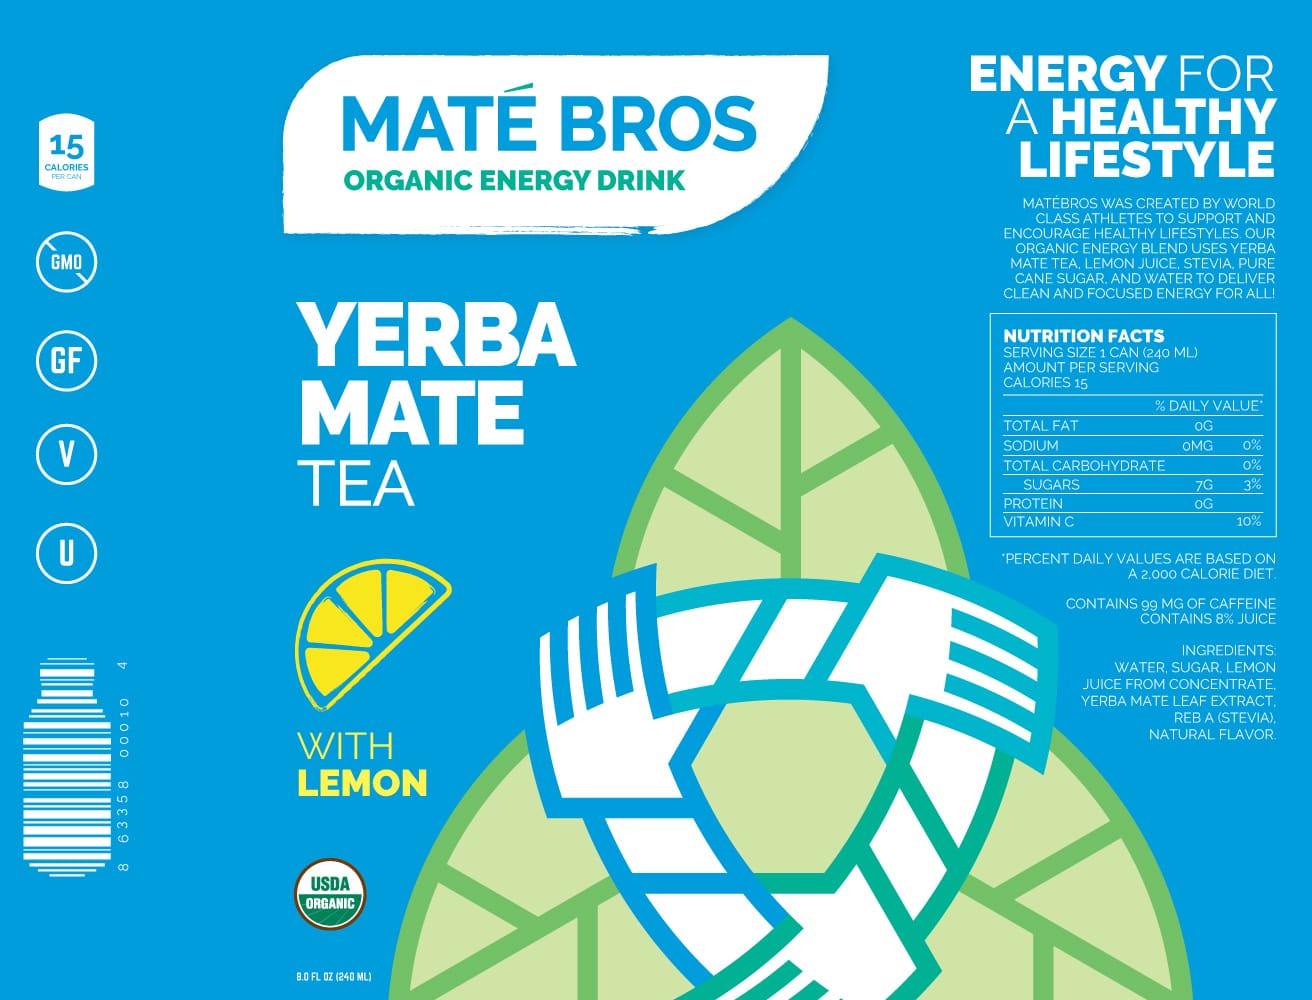 15
CALORIES
PER CAN
GMO
GF
V
U
8 63358 00010 4
MATÉ BROS
ORGANIC ENERGY DRINK
YERBA
MATE
TEA
WITH
LEMON
USDA
ORGANIC
8.0 FL OZ (240 ML)
ENERGY FOR
A HEALTHY
LIFESTYLE
MATÉBROS WAS CREATED BY WORLD
CLASS ATHLETES TO SUPPORT AND
ENCOURAGE HEALTHY LIFESTYLES. OUR
ORGANIC ENERGY BLEND USES YERBA
MATE TEA, LEMON JUICE, STEVIA, PURE
CANE SUGAR, AND WATER TO DELIVER
CLEAN AND FOCUSED ENERGY FOR ALL!
NUTRITION FACTS
SERVING SIZE 1 CAN (240 ML)
AMOUNT PER SERVING
CALORIES 15
% DAILY VALUE*
TOTAL FAT 0G
SODIUM 0MG 0%
TOTAL CARBOHYDRATE 0%
SUGARS 7G 3%
PROTEIN 0G
VITAMIN C 10%
*PERCENT DAILY VALUES ARE BASED ON
A 2,000 CALORIE DIET.
CONTAINS 99 MG OF CAFFEINE
CONTAINS 8% JUICE
INGREDIENTS:
WATER, SUGAR, LEMON
JUICE FROM CONCENTRATE,
YERBA MATE LEAF EXTRACT,
REB A (STEVIA),
NATURAL FLAVOR.